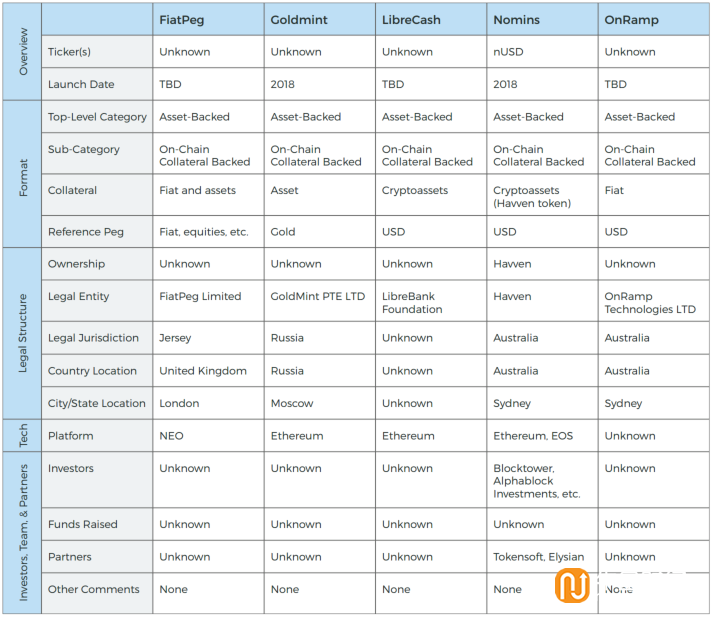 FiatPeg Goldmint LibreCash Nomins OnRamp
Overview
Ticker(s) Unknown Unknown Unknown nUSD Unknown
Launch Date TBD 2018 TBD 2018 TBD
Format
Top-Level Category Asset-Backed Asset-Backed Asset-Backed Asset-Backed Asset-Backed
Sub-Category On-Chain On-Chain On-Chain On-Chain On-Chain
Collateral Backed Collateral Backed Collateral Backed Collateral Backed Collateral Backed
Collateral Fiat and assets Asset Cryptoassets Cryptoassets Fiat
(Havven token)
Reference Peg Fiat, equities, etc. Gold USD USD USD
Legal Structure
Ownership Unknown Unknown Unknown Havven Unknown
Legal Entity FiatPeg Limited GoldMint PTE LTD LibreBank Havven OnRamp
Foundation Technologies LTD
Legal Jurisdiction Jersey Russia Unknown Australia Australia
Country Location United Kingdom Russia Unknown Australia Australia
City/State Location London Moscow Unknown Sydney Sydney
Tech
Platform NEO Ethereum Ethereum Ethereum, EOS Unknown
Investors, Team, & Partners
Investors Unknown Unknown Unknown Blocktower, Unknown
Alphablock
Investments, etc.
Funds Raised Unknown Unknown Unknown Unknown Unknown
Partners Unknown Unknown Unknown Tokensoft, Elysian Unknown
Other Comments None None None None None